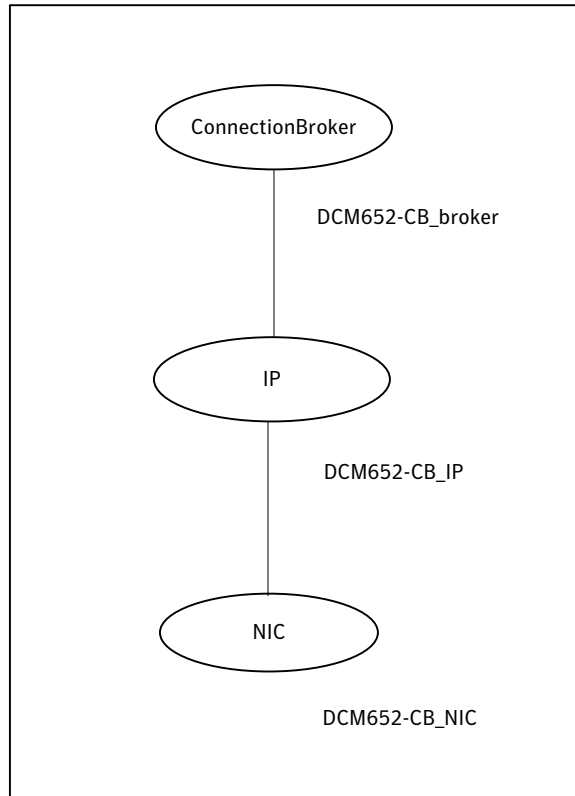 ConnectionBroker
DCM652-CB_broker
IP
DCM652-CB_IP
NIC
DCM652-CB_NIC